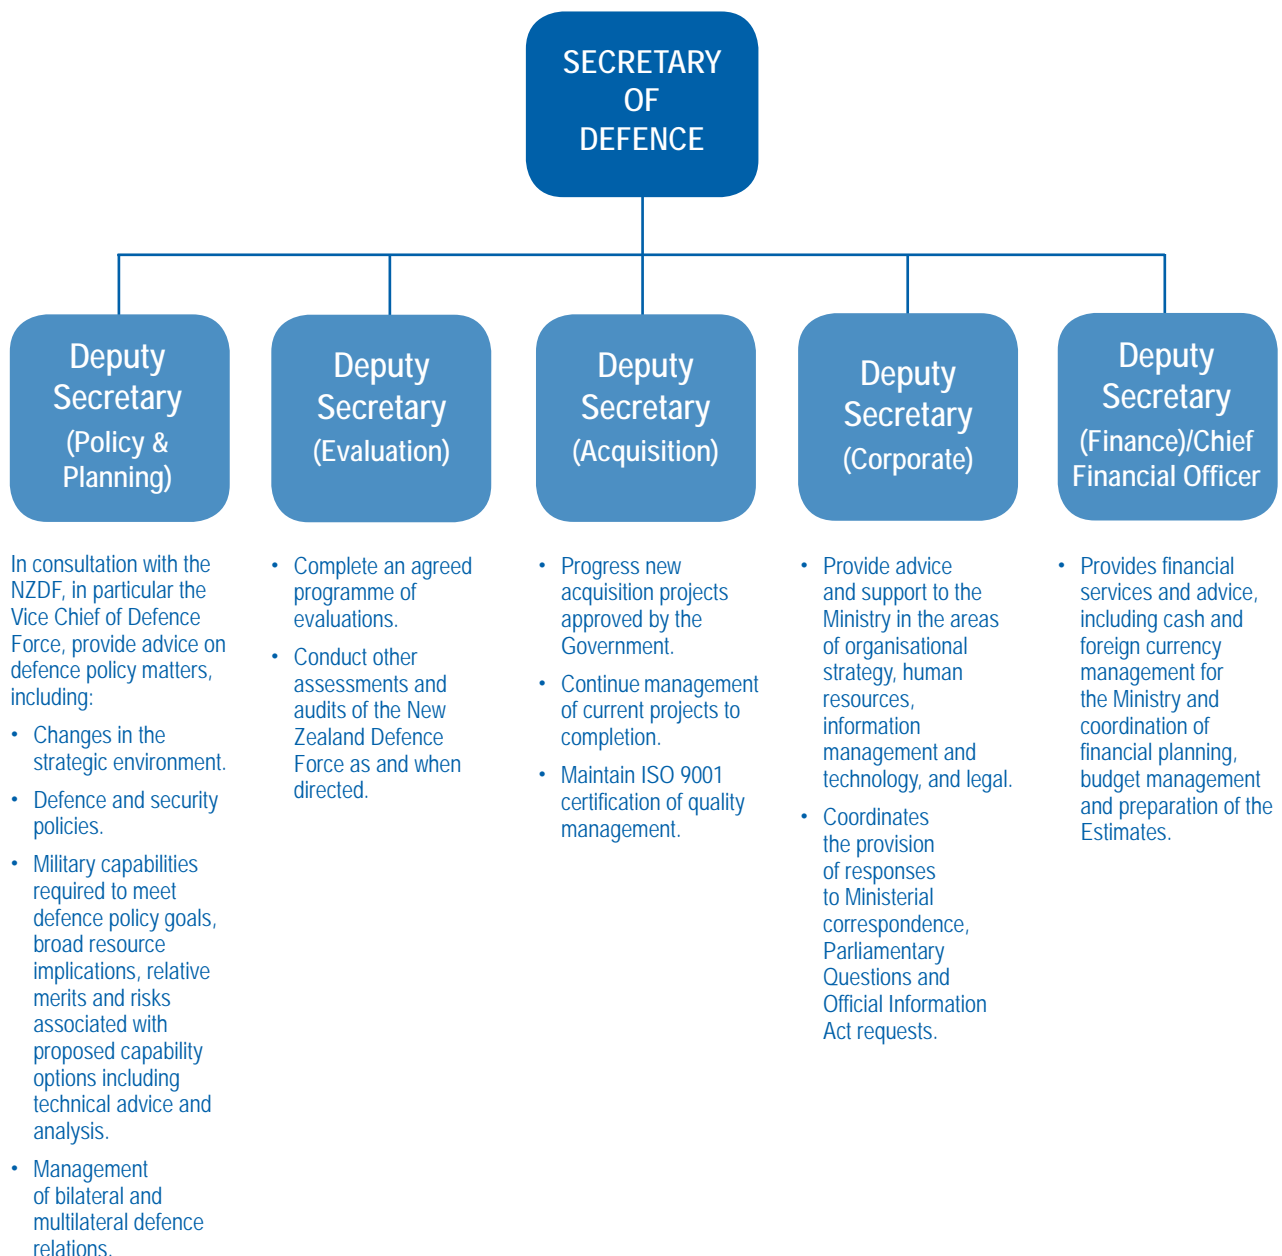 SECRETARY
OF
DEFENCE
Deputy
Secretary
(Policy &
Planning)
In consultation with the
NZDF, in particular the
Vice Chief of Defence
Force, provide advice on
defence policy matters,
including:
• Changes in the
strategic environment.
• Defence and security
policies.
• Military capabilities
required to meet
defence policy goals,
broad resource
implications, relative
merits and risks
associated with
proposed capability
options including
technical advice and
analysis.
• Management
of bilateral and
multilateral defence
relations.
Deputy
Secretary
(Evaluation)
• Complete an agreed
programme of
evaluations.
• Conduct other
assessments and
audits of the New
Zealand Defence
Force as and when
directed.
Deputy
Secretary
(Acquisition)
• Progress new
acquisition projects
approved by the
Government.
• Continue management
of current projects to
completion.
• Maintain ISO 9001
certification of quality
management.
Deputy
Secretary
(Corporate)
• Provide advice
and support to the
Ministry in the areas
of organisational
strategy, human
resources,
information
management and
technology, and legal.
• Coordinates
the provision
of responses
to Ministerial
correspondence,
Parliamentary
Questions and
Official Information
Act requests.
Deputy
Secretary
(Finance)/Chief
Financial Officer
• Provides financial
services and advice,
including cash and
foreign currency
management for
the Ministry and
coordination of
financial planning,
budget management
and preparation of the
Estimates.